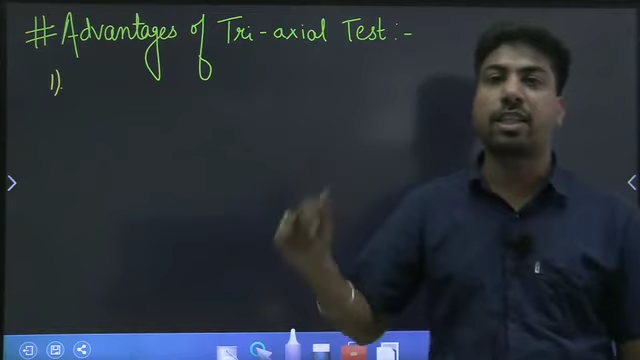 # Advantages of Tri-axial Test :-
1).